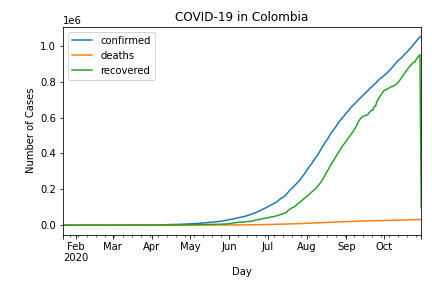 COVID-19 in Colombia
1e6
confirmed
deaths
recovered
1.0
0.8
0.6
0.4
0.2
0.0
Number of Cases
Feb Mar Apr May Jun Jul Aug Sep Oct
2020
Day